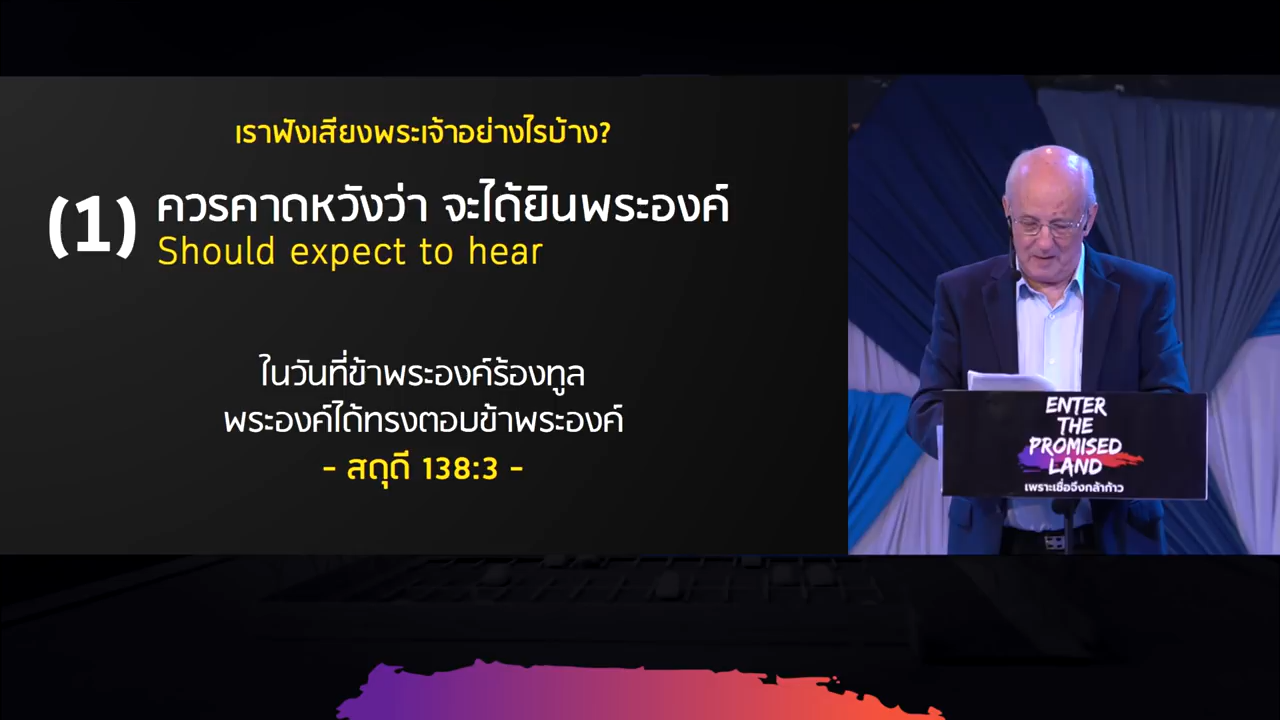 เราฟังเสียงพระเจ้าอย่างไรบ้าง?
(1) ควรคาดหวังว่า จะได้ยินพระองค์
Should expect to hear
ในวันที่ข้าพระองค์ร้องทูล
พระองค์ได้ทรงตอบข้าพระองค์
- สดุดี 138:3 -
ENTER
THE
PROMISED
LAND
เพราะเชื่อจึงกล้าก้าว